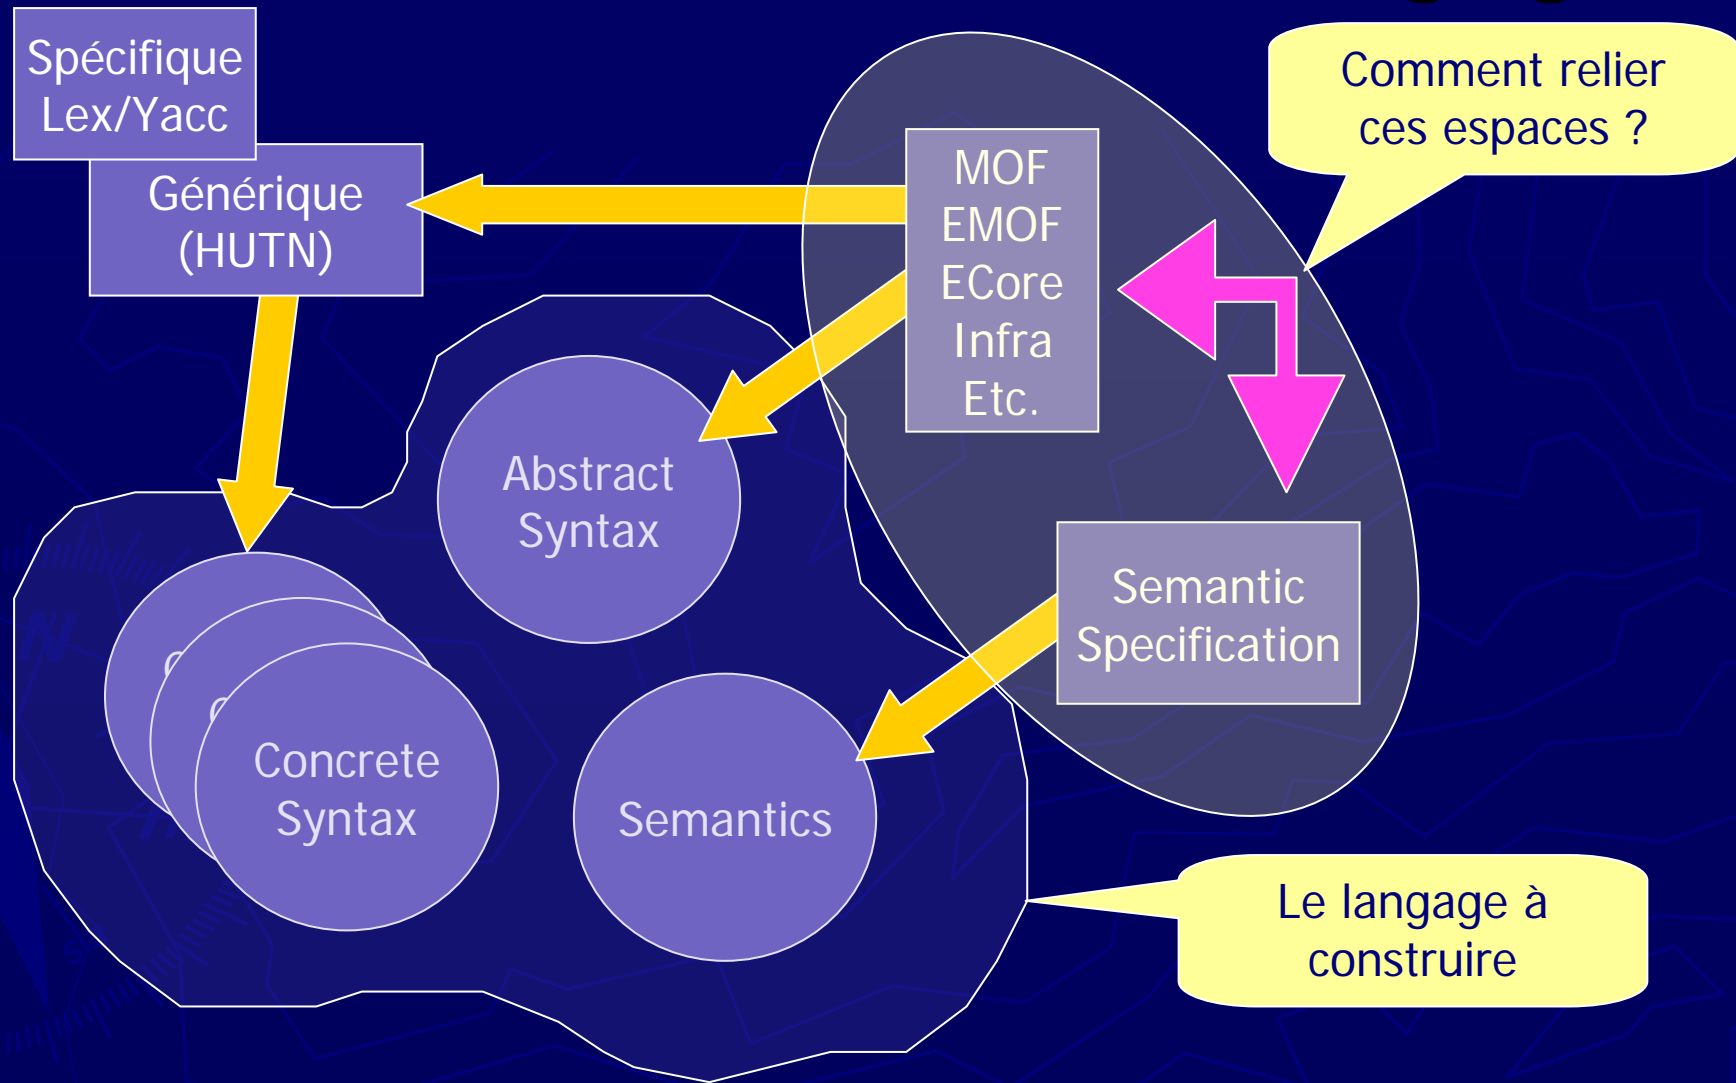 Spécifique
Lex/Yacc
Générique
(HUTN)
MOF
EMOF
ECore
Infra
Etc.
Comment relier
ces espaces ?
Abstract
Syntax
Semantic
Specification
Concrete
Syntax
Semantics
Le langage à
construire